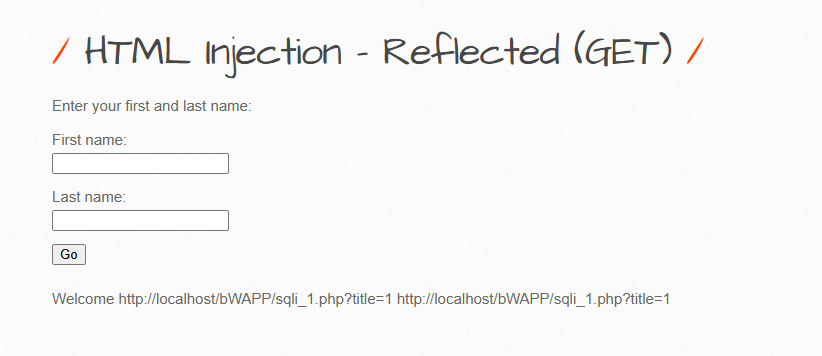 / HTML Injection - Reflected (GET) /
Enter your first and last name:
First name:
Last name:
Go
Welcome http://localhost/bWAPP/sqli_1.php?title=1 http://localhost/bWAPP/sqli_1.php?title=1